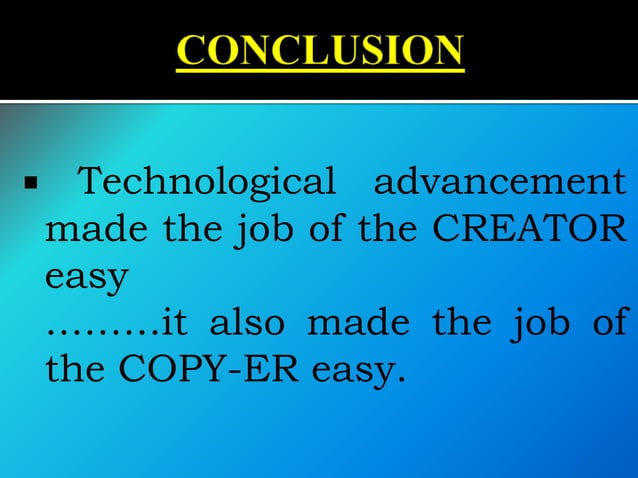 CONCLUSION
▪ Technological advancement
made the job of the CREATOR
easy
………it also made the job of
the COPY-ER easy.